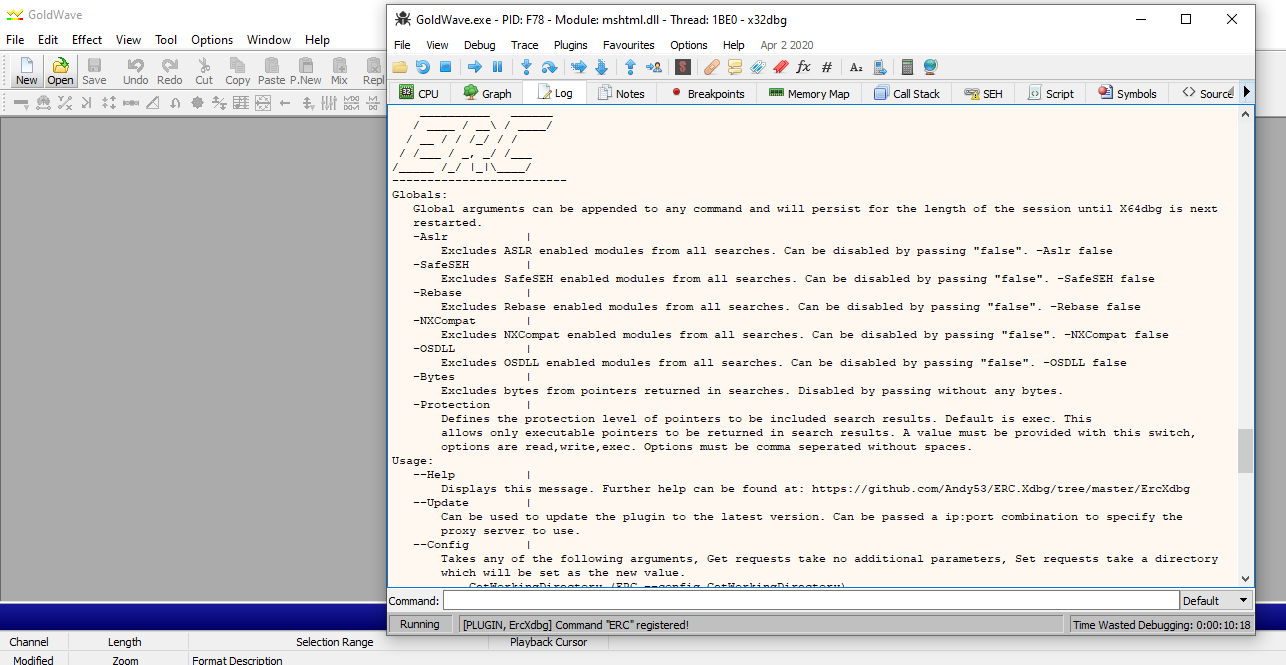 GoldWave
File Edit Effect View Tool Options Window Help
New Open Save Undo Redo Cut Copy Paste P.New Mix Repl
GoldWave.exe - PID: F78 - Module: mshtml.dll - Thread: 1BE0 - x32dbg
File View Debug Trace Plugins Favourites Options Help Apr 2 2020
CPU Graph Log Notes Breakpoints Memory Map Call Stack SEH Script Symbols Source
Globals:
Global arguments can be appended to any command and will persist for the length of the session until X64dbg is next
restarted.
-Aslr |
Excludes ASLR enabled modules from all searches. Can be disabled by passing "false". -Aslr false
-SafeSEH |
Excludes SafeSEH enabled modules from all searches. Can be disabled by passing "false". -SafeSEH false
-Rebase |
Excludes Rebase enabled modules from all searches. Can be disabled by passing "false". -Rebase false
-NXCompat |
Excludes NXCompat enabled modules from all searches. Can be disabled by passing "false". -NXCompat false
-OSDLL |
Excludes OSDLL enabled modules from all searches. Can be disabled by passing "false". -OSDLL false
-Bytes |
Excludes bytes from pointers returned in searches. Disabled by passing without any bytes.
-Protection |
Defines the protection level of pointers to be included search results. Default is exec. This
allows only executable pointers to be returned in search results. A value must be provided with this switch,
options are read,write,exec. Options must be comma seperated without spaces.
Usage:
--Help |
Displays this message. Further help can be found at: https://github.com/Andy53/ERC.Xdbg/tree/master/ErcXdbg
--Update |
Can be used to update the plugin to the latest version. Can be passed a ip:port combination to specify the
proxy server to use.
--Config |
Takes any of the following arguments, Get requests take no additional parameters, Set requests take a directory
which will be set as the new value.
GetWorkingDirectory (ERC --config GetWorkingDirectory)
Command: Default
Running [PLUGIN, ErcXdbg] Command "ERC" registered! Time Wasted Debugging: 0:00:10:18
Channel Length Selection Range Playback Cursor
Modified Zoom Format Description